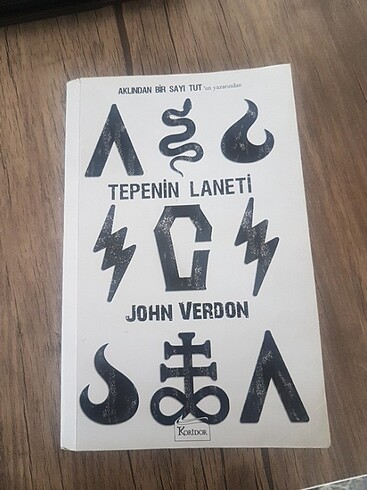 AKLINDAN BİR SAYI TUT'un yazarından
TEPENİN LANETİ
JOHN VERDON
KORİDOR